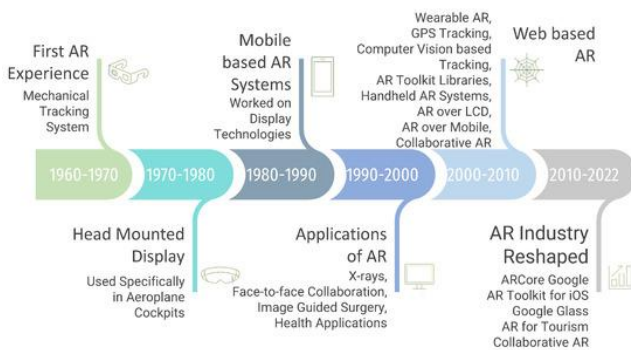 First AR
Experience
Mechanical
Tracking
System
Mobile
based AR
Systems
Worked on
Display
Technologies
Wearable AR,
GPS Tracking,
Computer Vision based
Tracking,
AR Toolkit Libraries,
Handheld AR Systems,
AR over LCD,
AR over Mobile,
Collaborative AR
Web based
AR
1960-1970
1970-1980
1980-1990
1990-2000
2000-2010
2010-2022
Head Mounted
Display
Used Specifically
in Aeroplane
Cockpits
Applications
of AR
X-rays,
Face-to-face Collaboration,
Image Guided Surgery,
Health Applications
AR Industry
Reshaped
ARCore Google
AR Toolkit for iOS
Google Glass
AR for Tourism
Collaborative AR